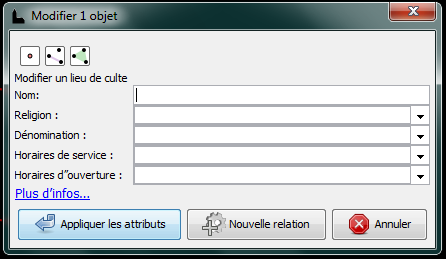 Modifier 1 objet
Modifier un lieu de culte
Nom:
Religion :
Dénomination :
Horaires de service :
Horaires d"ouverture :
Plus d'infos...
Appliquer les attributs Nouvelle relation Annuler